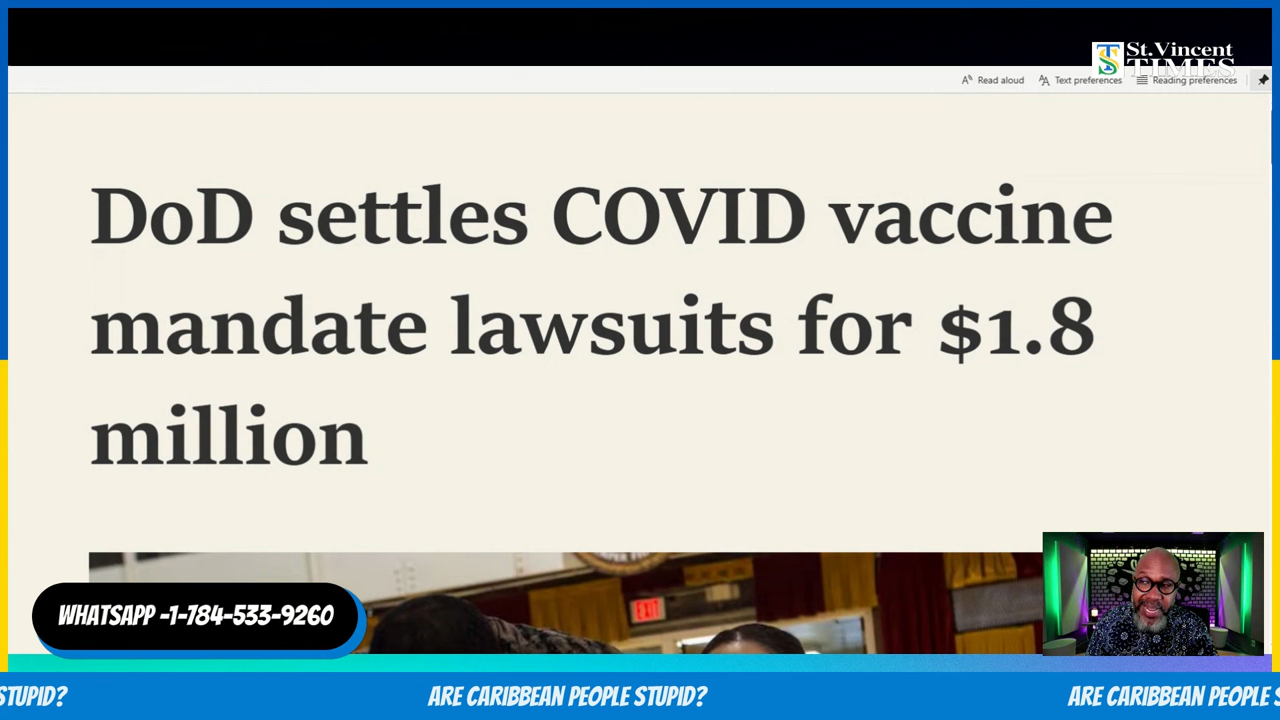 St.Vincent
TIMES
Read aloud
Text preferences
Reading preferences
DoD settles COVID vaccine
mandate lawsuits for $1.8
million
EXIT
WHATSAPP -1-784-533-9260
STUPID?
ARE CARIBBEAN PEOPLE STUPID?
ARE CARIBBEAN PEOPLE S